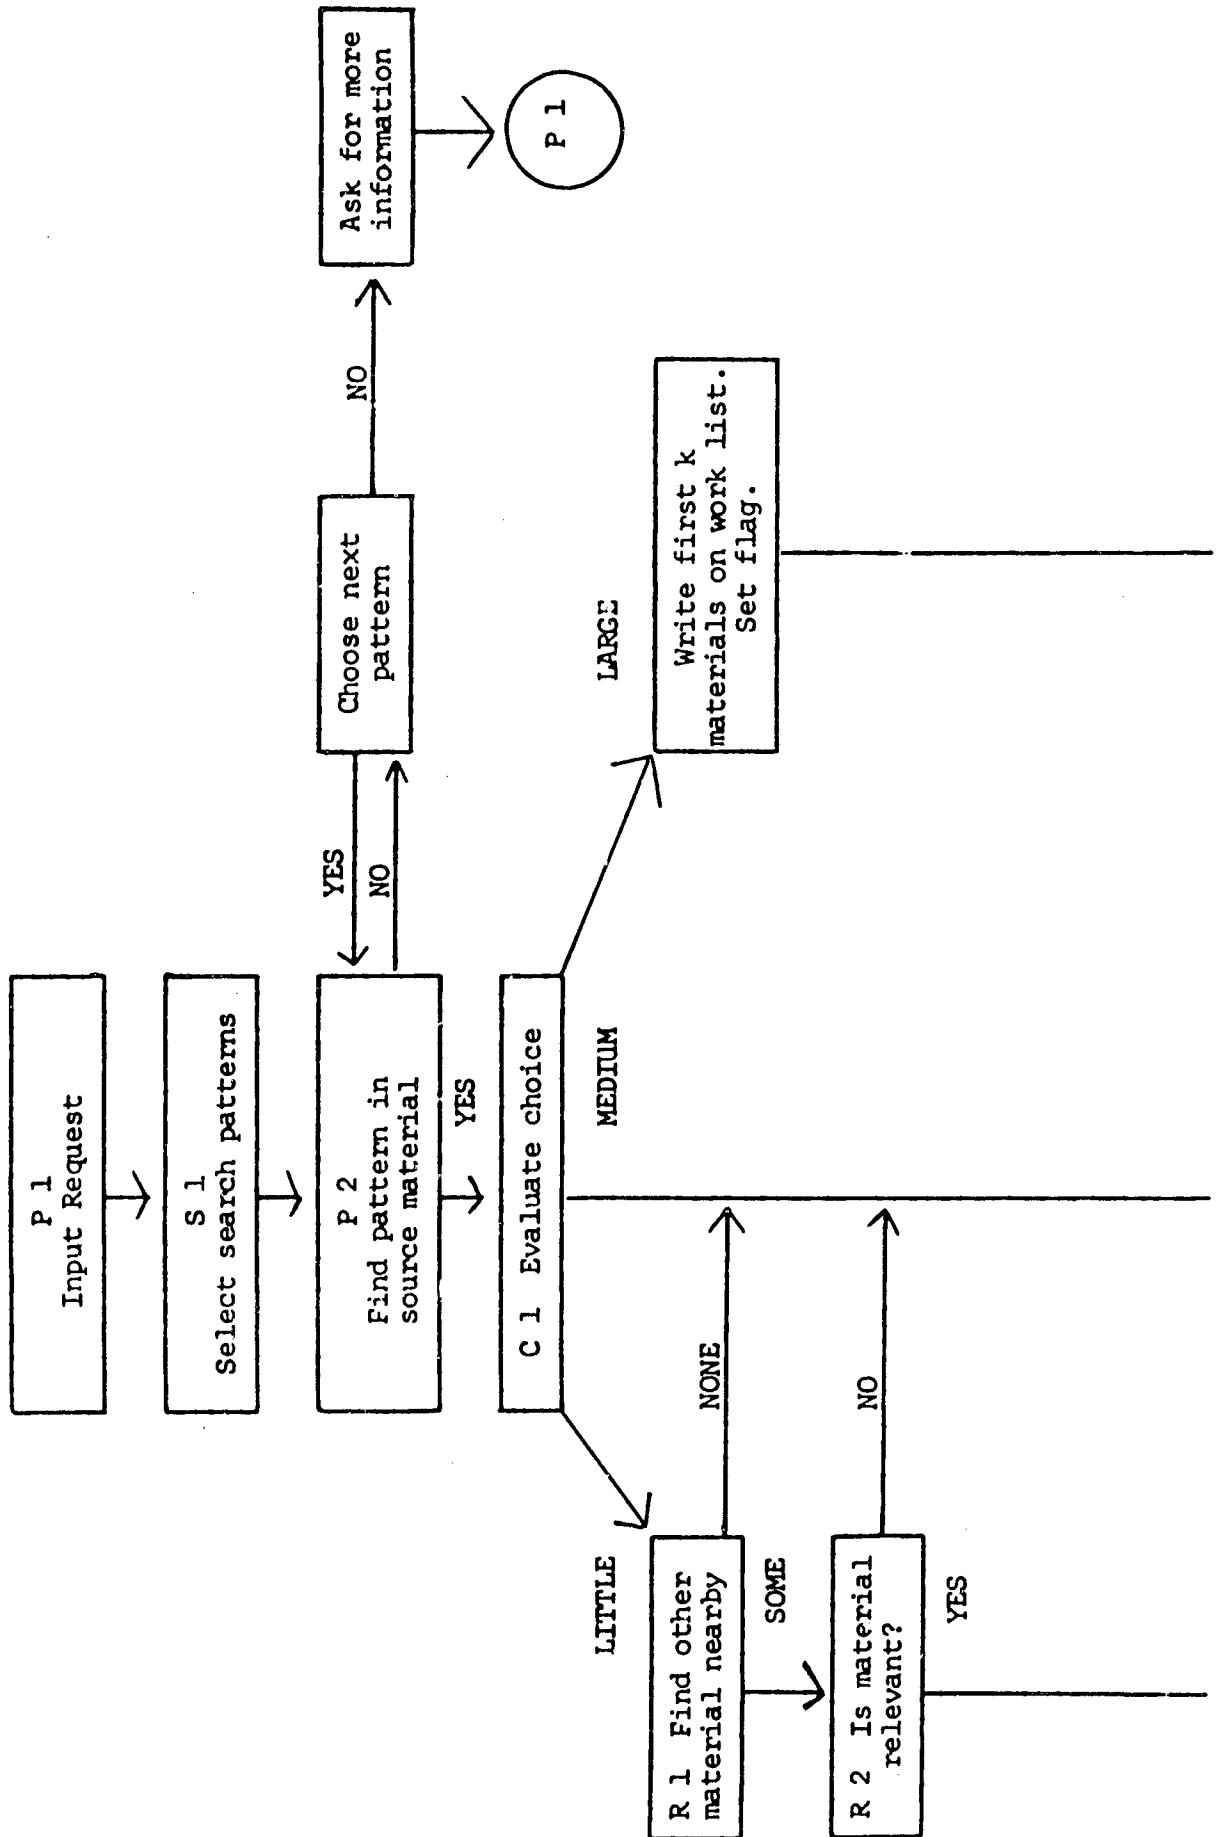 P 1
Input Request
S 1
Select search patterns
P 2
Find pattern in
source material
YES
NO
Choose next
pattern
NO
Ask for more
information
P 1
YES
C 1 Evaluate choice
LITTLE
MEDIUM
LARGE
R 1 Find other
material nearby
NONE
SOME
R 2 Is material
relevant?
NO
YES
Write first k
materials on work list.
Set flag.